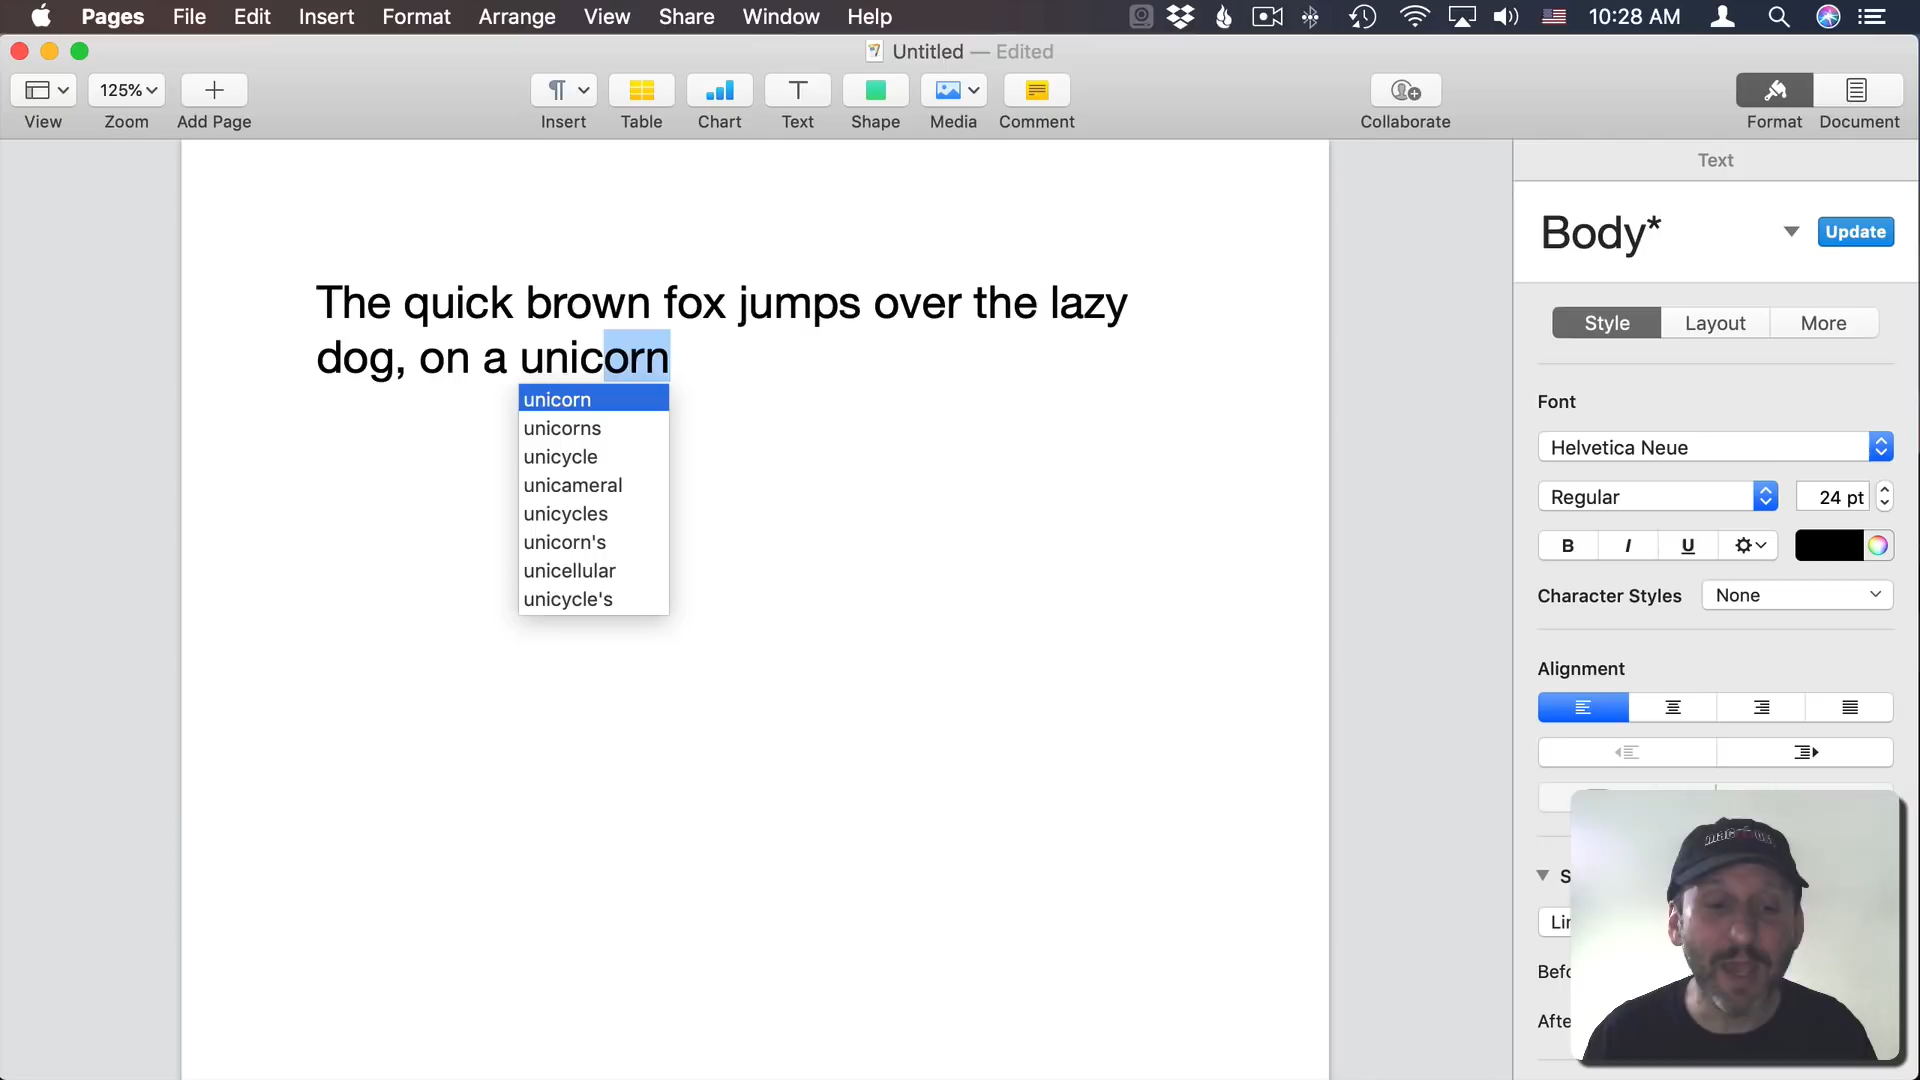 Pages File Edit Insert Format Arrange View Share Window Help 10:28 AM
Untitled — Edited
125%
View Zoom Add Page Insert Table Chart Text Shape Media Comment Collaborate Format Document
Text
Body* Update
The quick brown fox jumps over the lazy
dog, on a unicorn
unicorn
unicorns
unicycle
unicameral
unicycles
unicorn's
unicellular
unicycle's
Style Layout More
Font
Helvetica Neue
Regular 24 pt
B I U
Character Styles None
Alignment